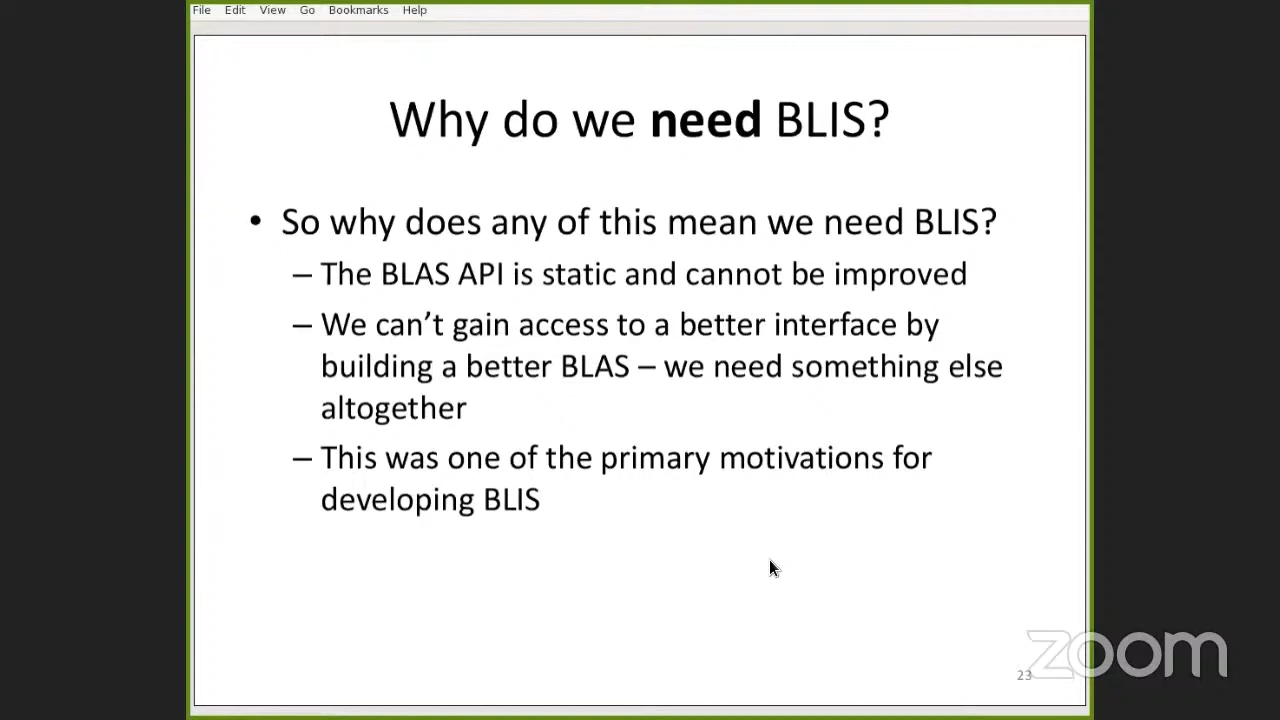 File Edit View Go Bookmarks Help
Why do we need BLIS?
• So why does any of this mean we need BLIS?
– The BLAS API is static and cannot be improved
– We can’t gain access to a better interface by
building a better BLAS – we need something else
altogether
– This was one of the primary motivations for
developing BLIS
23
zoom